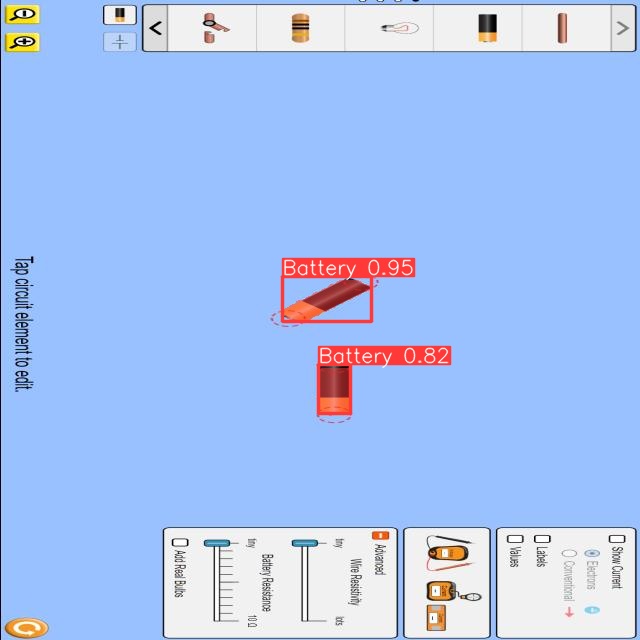 Battery 0.95
Battery 0.82
Tap circuit element to edit.
Show Current
Electrons
Conventional
Labels
Values
Advanced
Wire Resistivity
tiny
lots
Battery Resistance
tiny
10 Ω
Add Real Bulbs